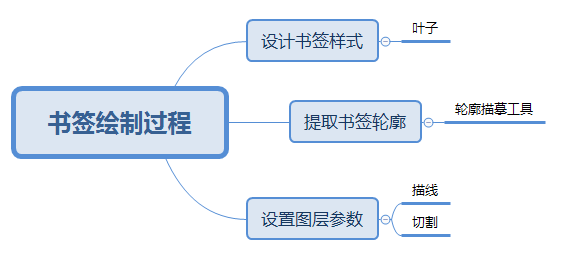 书签绘制过程
设计书签样式
叶子
提取书签轮廓
轮廓描摹工具
设置图层参数
描线
切割